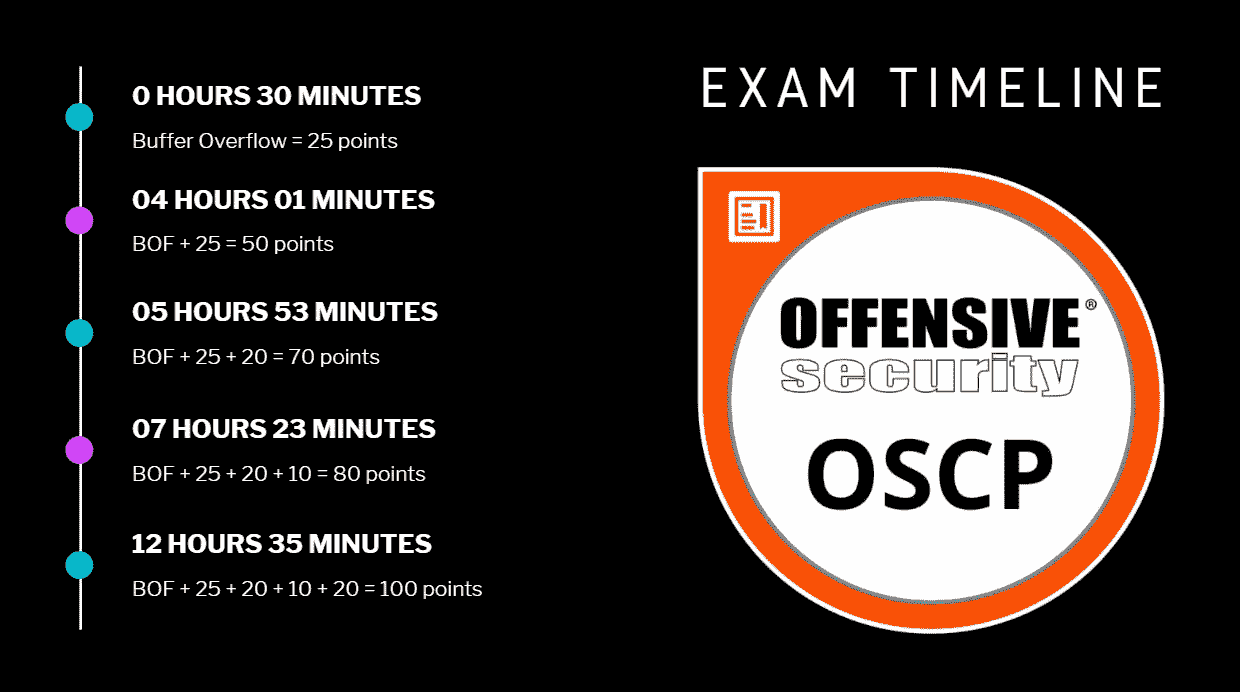 EXAM TIMELINE
0 HOURS 30 MINUTES
Buffer Overflow = 25 points
04 HOURS 01 MINUTES
BOF + 25 = 50 points
05 HOURS 53 MINUTES
BOF + 25 + 20 = 70 points
07 HOURS 23 MINUTES
BOF + 25 + 20 + 10 = 80 points
12 HOURS 35 MINUTES
BOF + 25 + 20 + 10 + 20 = 100 points
OFFENSIVE®
security
OSCP